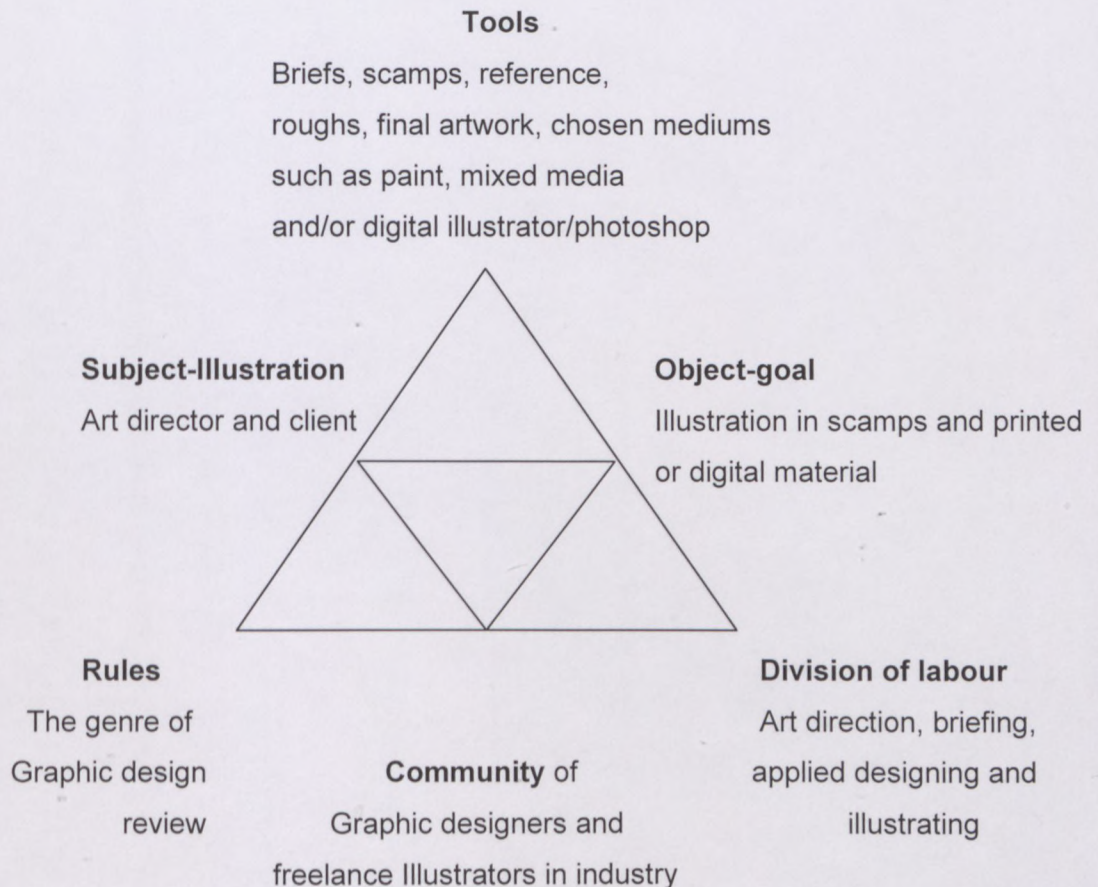 Tools
Briefs, scamps, reference,
roughs, final artwork, chosen mediums
such as paint, mixed media
and/or digital illustrator/photoshop
Subject-Illustration
Art director and client
Object-goal
Illustration in scamps and printed
or digital material
Rules
The genre of
Graphic design
review
Community of
Graphic designers and
freelance Illustrators in industry
Division of labour
Art direction, briefing,
applied designing and
illustrating